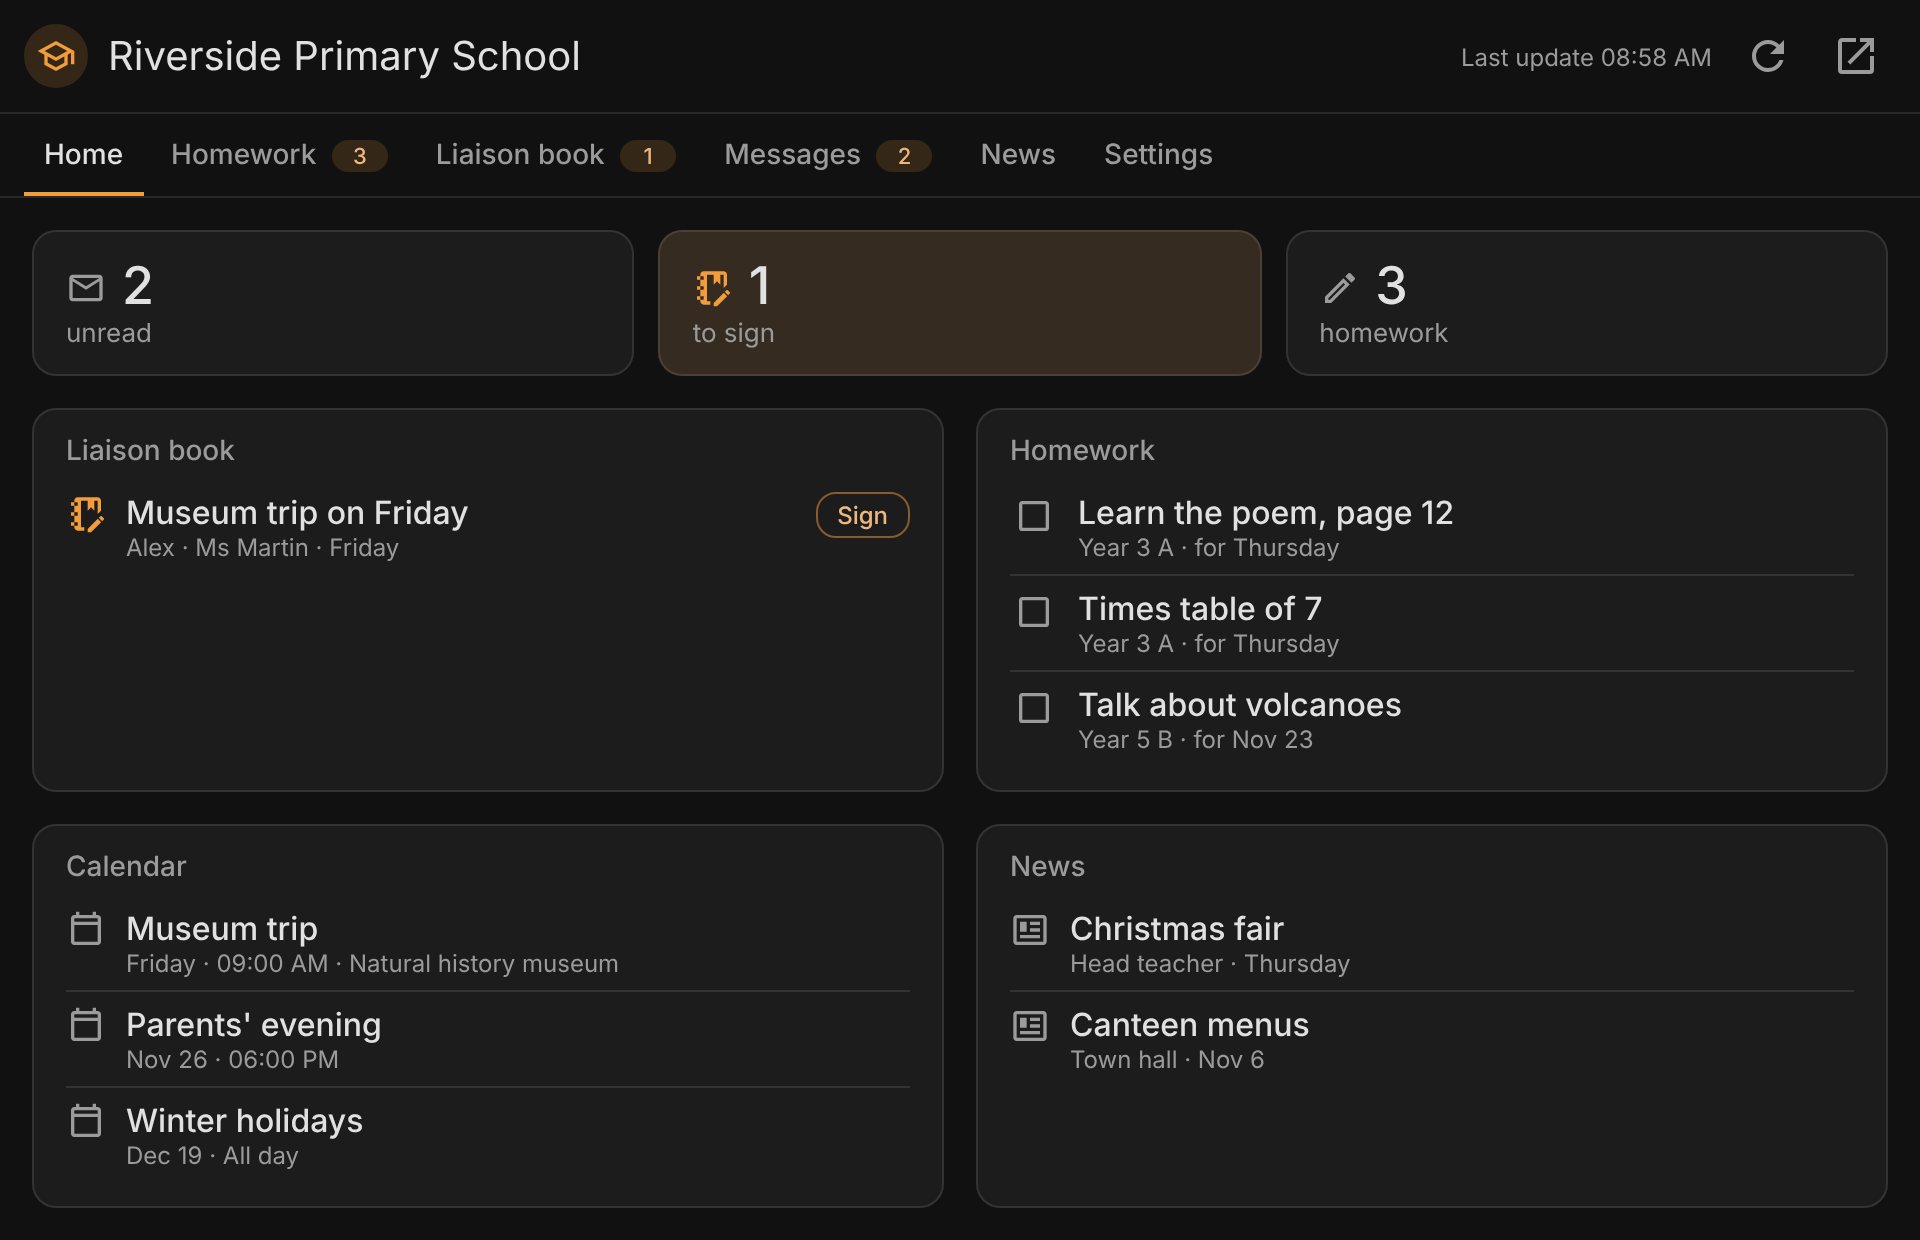 Riverside Primary School
Last update 08:58 AM
Home
Homework 3
Liaison book 1
Messages 2
News
Settings
2
unread
1
to sign
3
homework
Liaison book
Museum trip on Friday
Alex · Ms Martin · Friday
Sign
Homework
Learn the poem, page 12
Year 3 A · for Thursday
Times table of 7
Year 3 A · for Thursday
Talk about volcanoes
Year 5 B · for Nov 23
Calendar
Museum trip
Friday · 09:00 AM · Natural history museum
Parents' evening
Nov 26 · 06:00 PM
Winter holidays
Dec 19 · All day
News
Christmas fair
Head teacher · Thursday
Canteen menus
Town hall · Nov 6